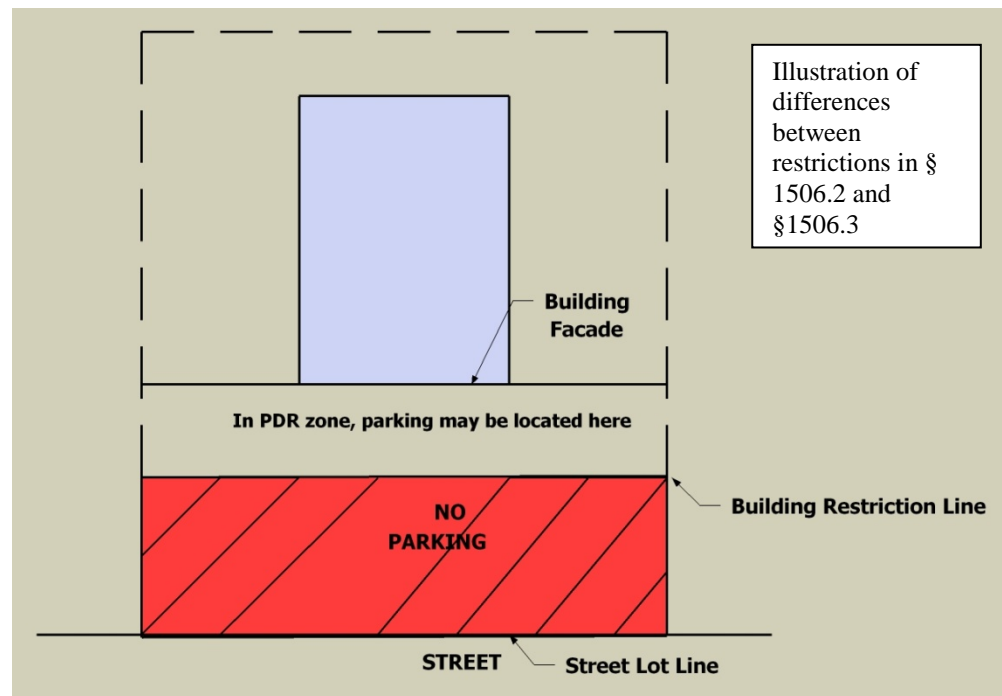 Illustration of
differences
between
restrictions in §
1506.2 and
§1506.3
Building
Facade
In PDR zone, parking may be located here
NO
PARKING
Building Restriction Line
STREET
Street Lot Line